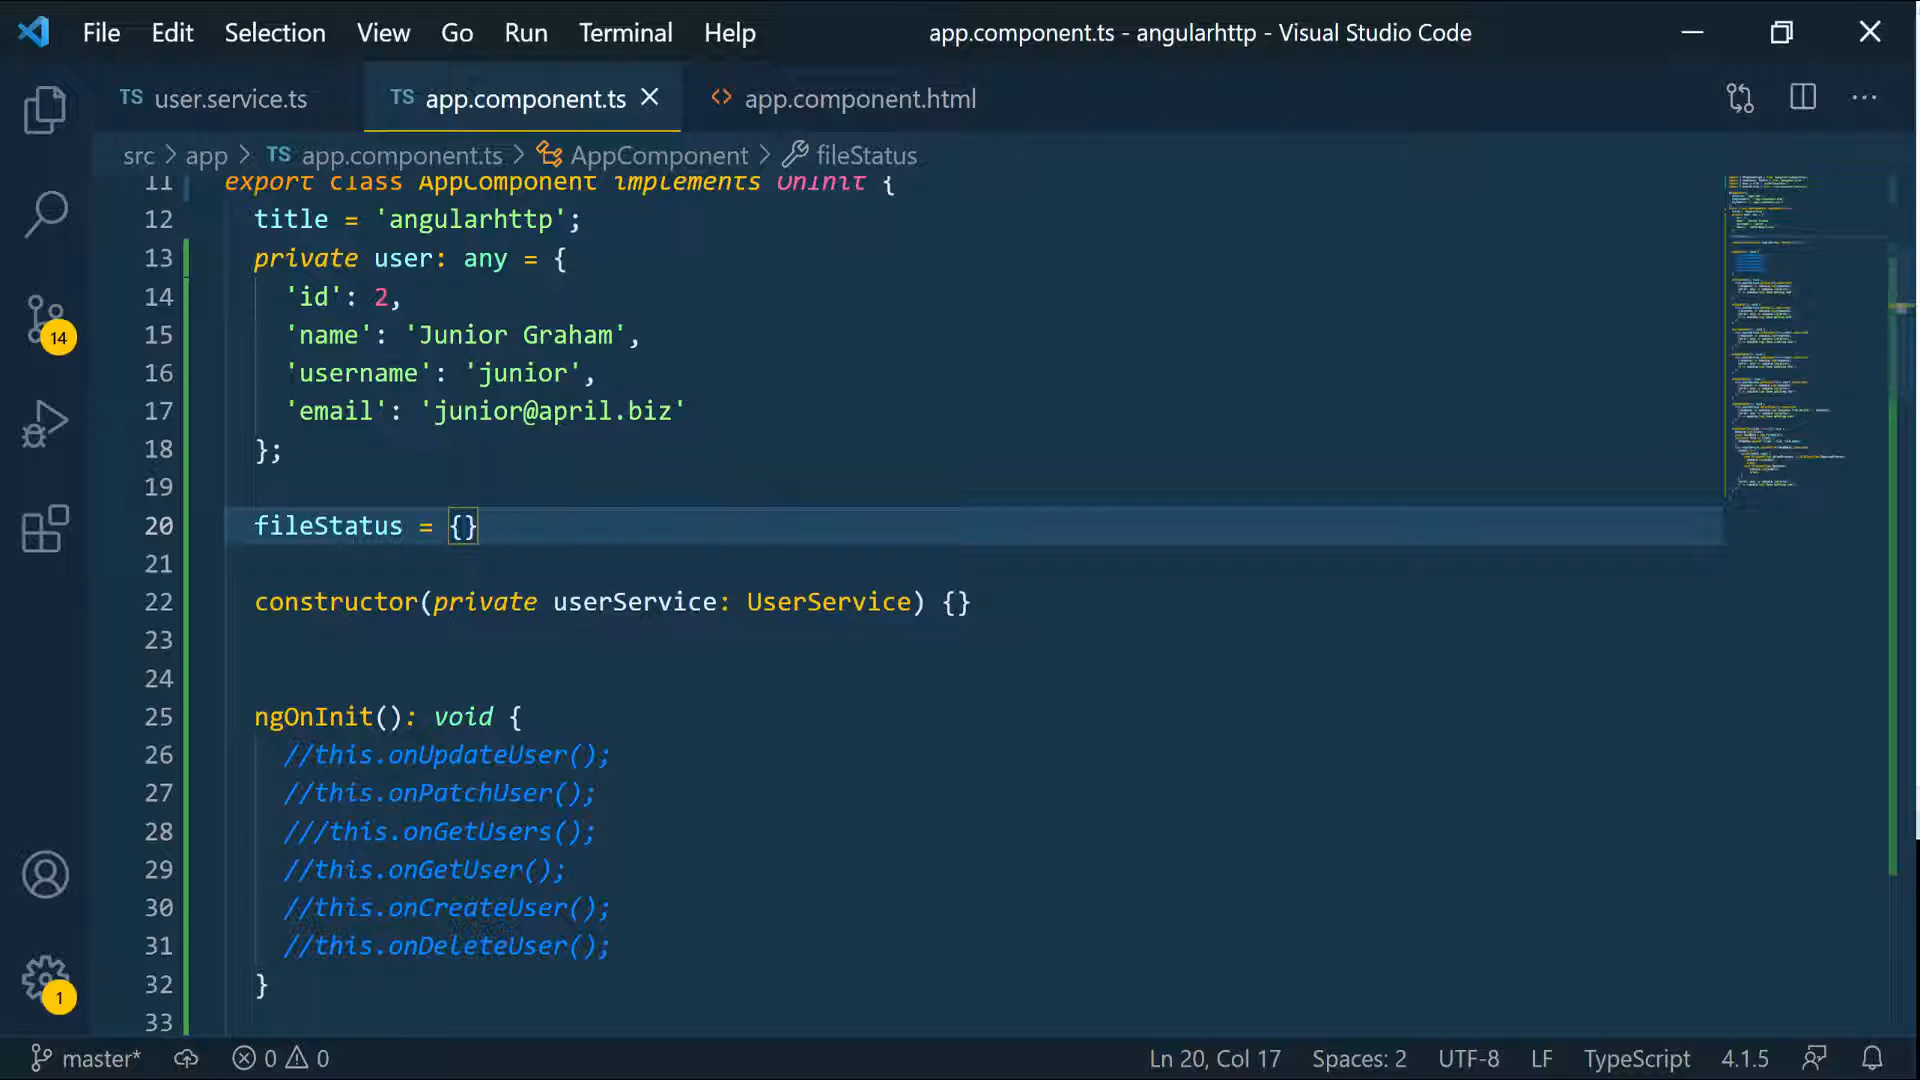 File Edit Selection View Go Run Terminal Help app.component.ts - angularhttp - Visual Studio Code
TS user.service.ts TS app.component.ts app.component.html
src > app > TS app.component.ts > AppComponent > fileStatus
11 export class AppComponent implements OnInit {
12 title = 'angularhttp';
13 private user: any = {
14 'id': 2,
15 'name': 'Junior Graham',
16 'username': 'junior',
17 'email': 'junior@april.biz'
18 };
19
20 fileStatus = {}
21
22 constructor(private userService: UserService) {}
23
24
25 ngOnInit(): void {
26 //this.onUpdateUser();
27 //this.onPatchUser();
28 ///this.onGetUsers();
29 //this.onGetUser();
30 //this.onCreateUser();
31 //this.onDeleteUser();
32 }
33
14
1
master* 0 0 Ln 20, Col 17 Spaces: 2 UTF-8 LF TypeScript 4.1.5